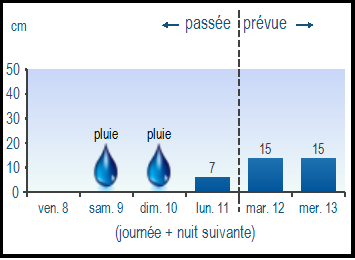 ← passée prévue →
cm
50
40
30
20
10
0
pluie pluie
7
15 15
ven. 8 sam. 9 dim. 10 lun. 11 mar. 12 mer. 13
(journée + nuit suivante)